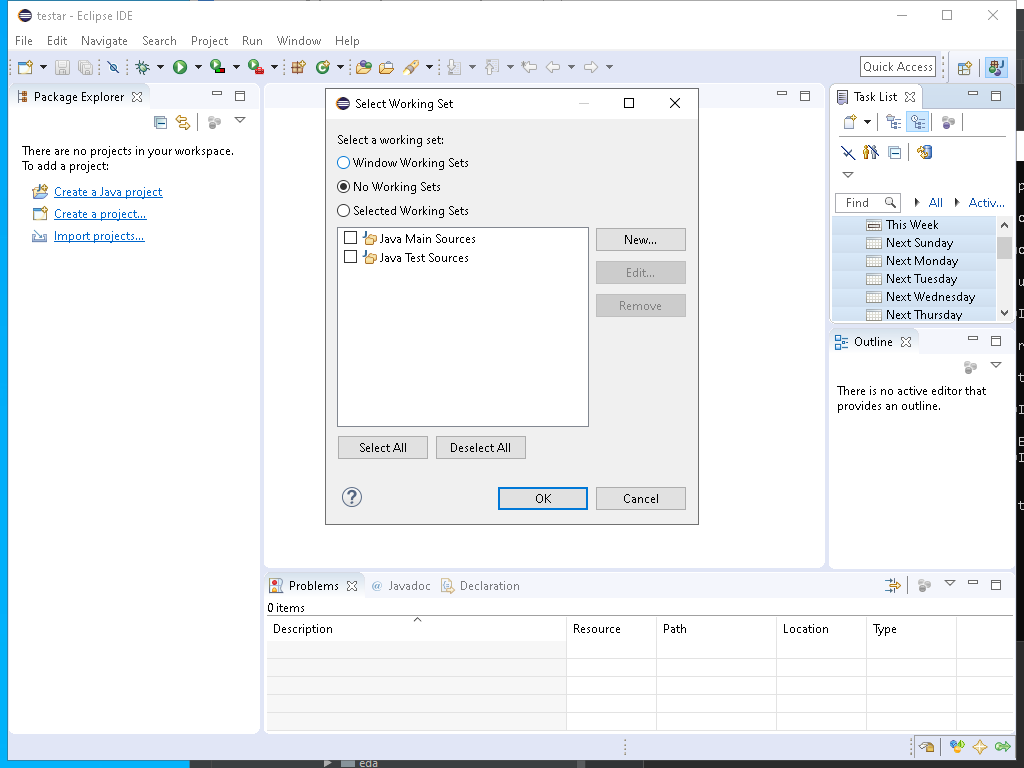 testar - Eclipse IDE
File Edit Navigate Search Project Run Window Help
Quick Access
Package Explorer
There are no projects in your workspace.
To add a project:
Create a Java project
Create a project...
Import projects...
Select Working Set
Select a working set:
Window Working Sets
No Working Sets
Selected Working Sets
Java Main Sources
Java Test Sources
New...
Edit...
Remove
Select All
Deselect All
OK
Cancel
Task List
Find
All
Activ...
This Week
Next Sunday
Next Monday
Next Tuesday
Next Wednesday
Next Thursday
Outline
There is no active editor that
provides an outline.
Problems
@ Javadoc
Declaration
0 items
Description Resource Path Location Type
eda